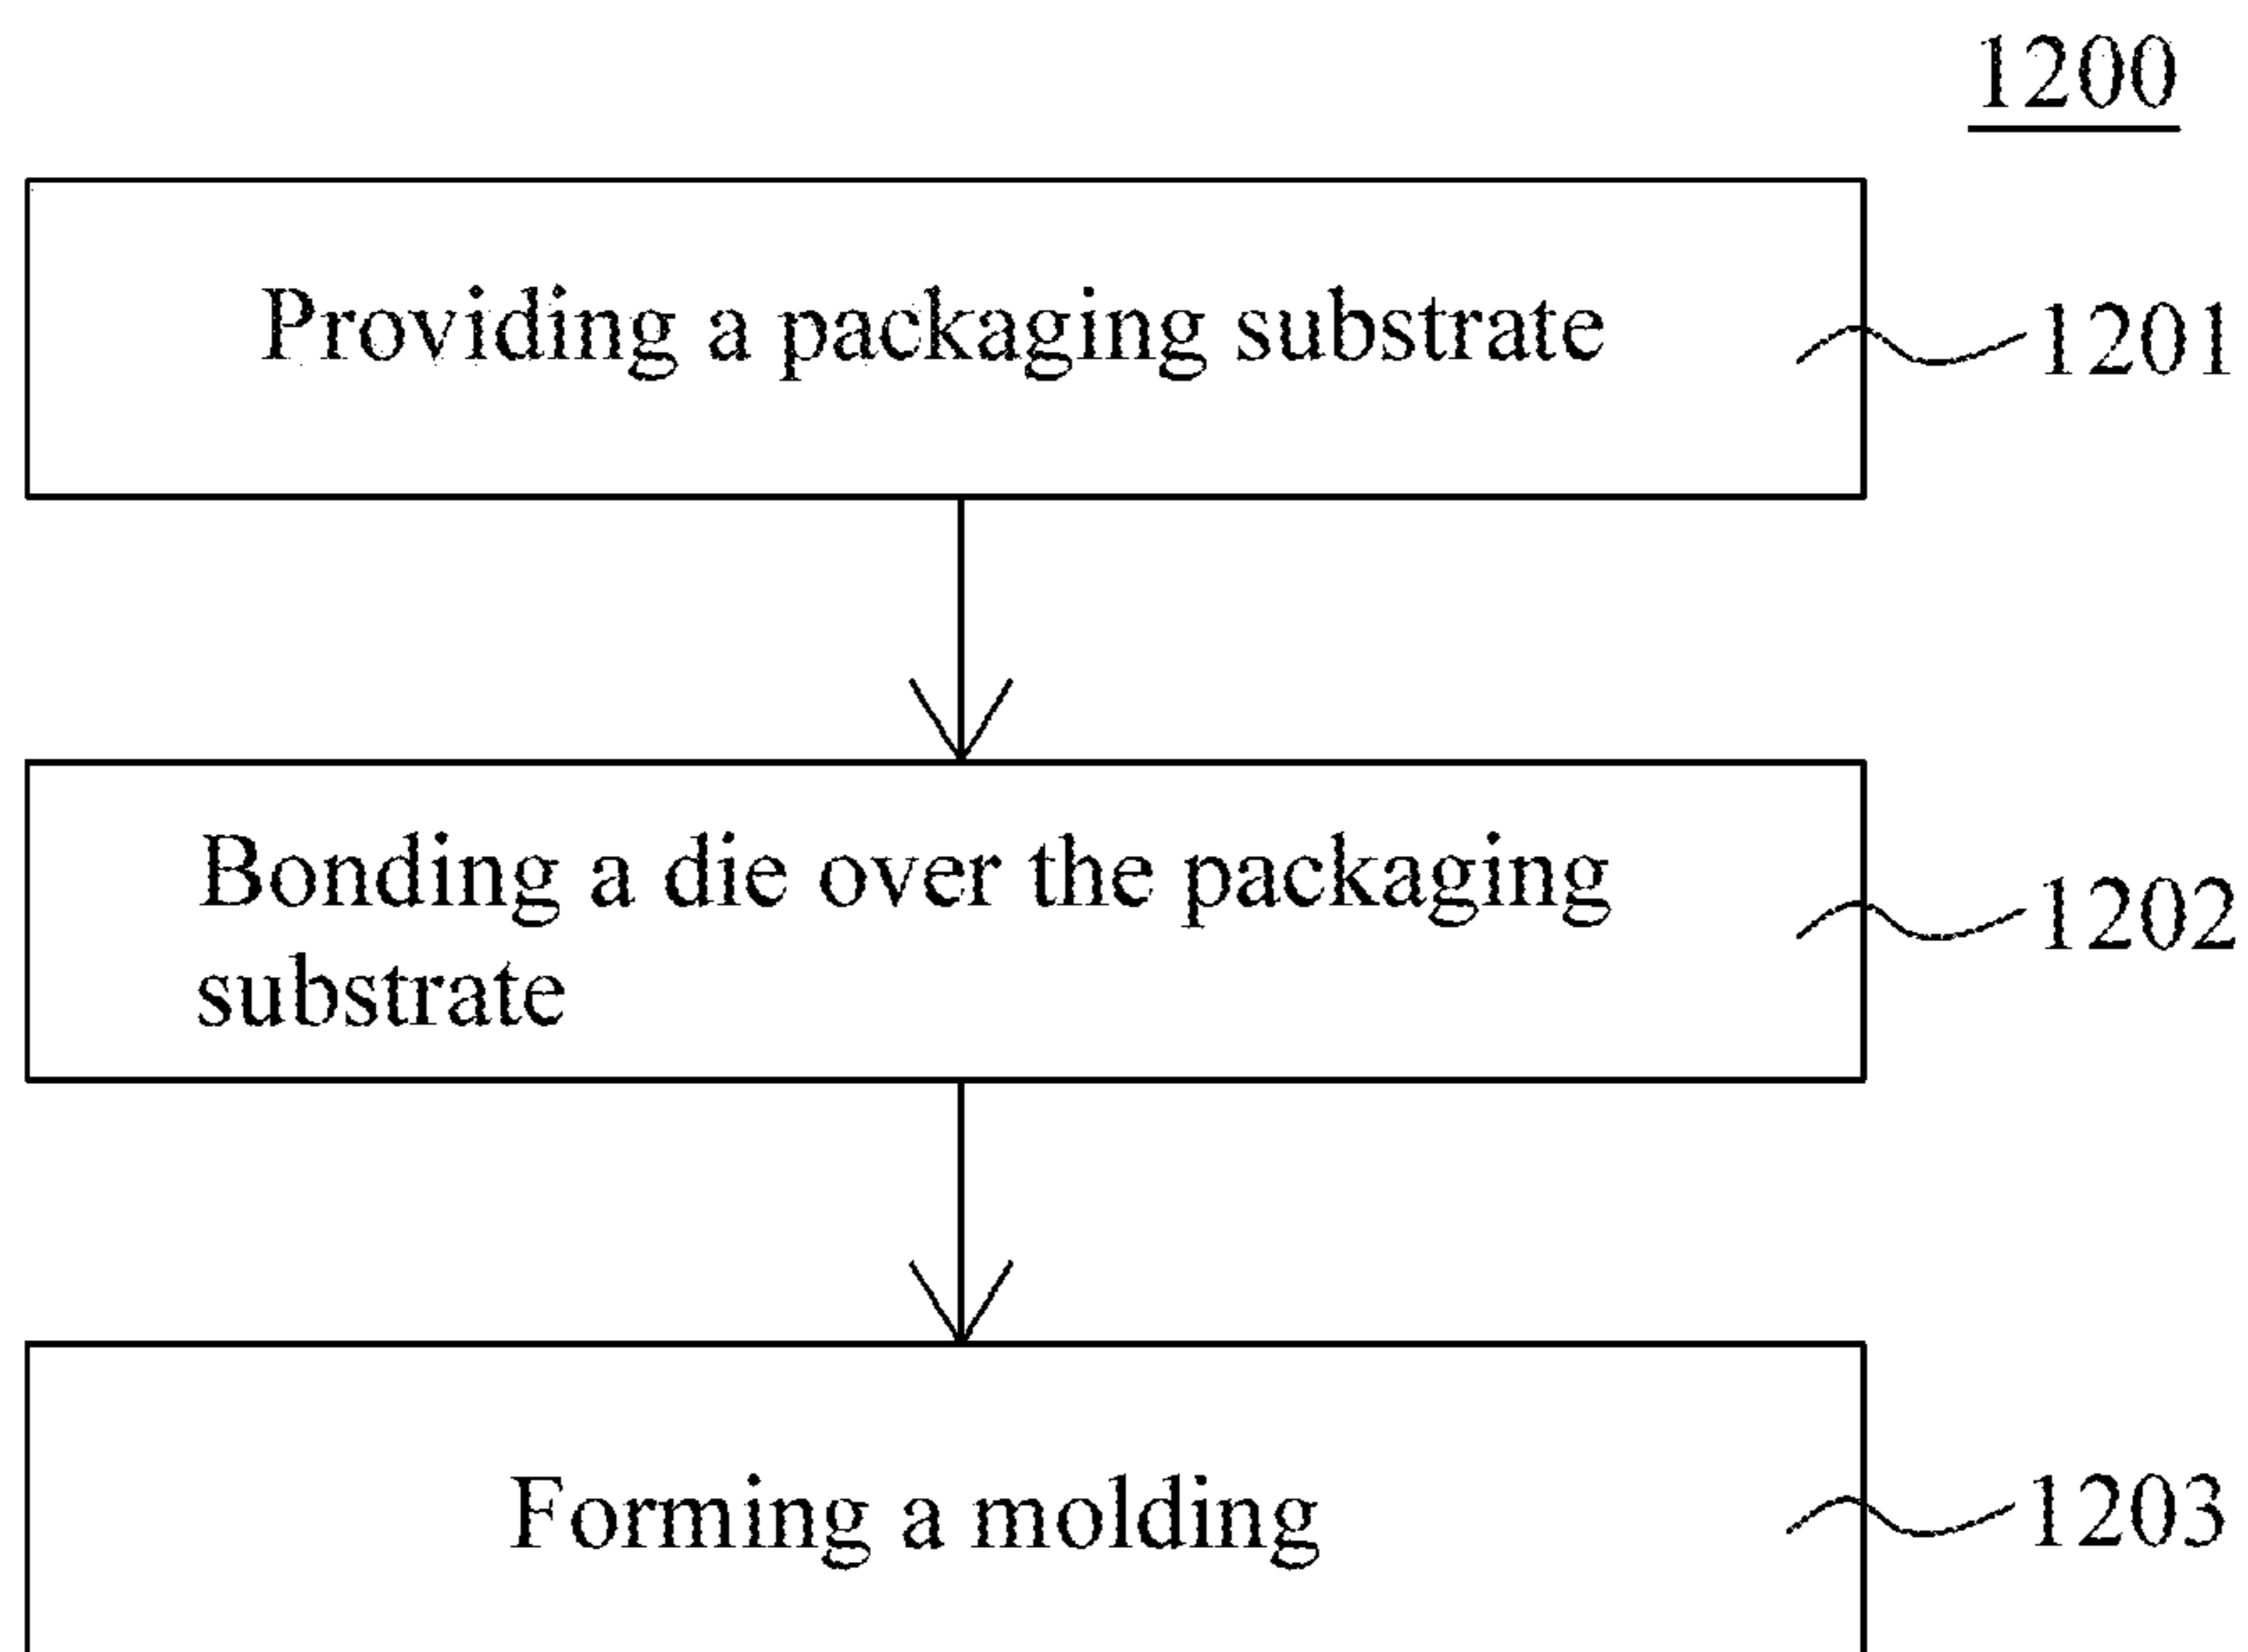 1200
Providing a packaging substrate
1201
Bonding a die over the packaging
substrate
1202
Forming a molding
1203